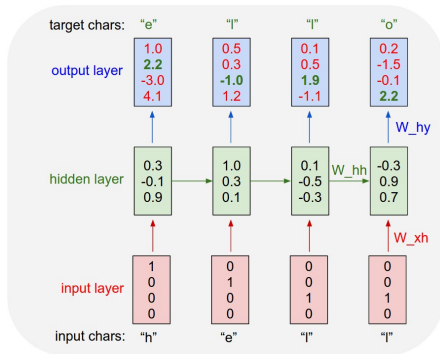 target chars: “e” “l” “l” “o”
output layer
1.0 0.5 0.1 0.2
2.2 0.3 0.5 -1.5
-3.0 -1.0 1.9 -0.1
4.1 1.2 -1.1 2.2
W_hy
hidden layer
0.3 1.0 0.1 -0.3
-0.1 0.3 -0.5 0.9
0.9 0.1 -0.3 0.7
W_hh
W_xh
input layer
1 0 0 0
0 1 0 0
0 0 1 1
0 0 0 0
input chars: “h” “e” “l” “l”